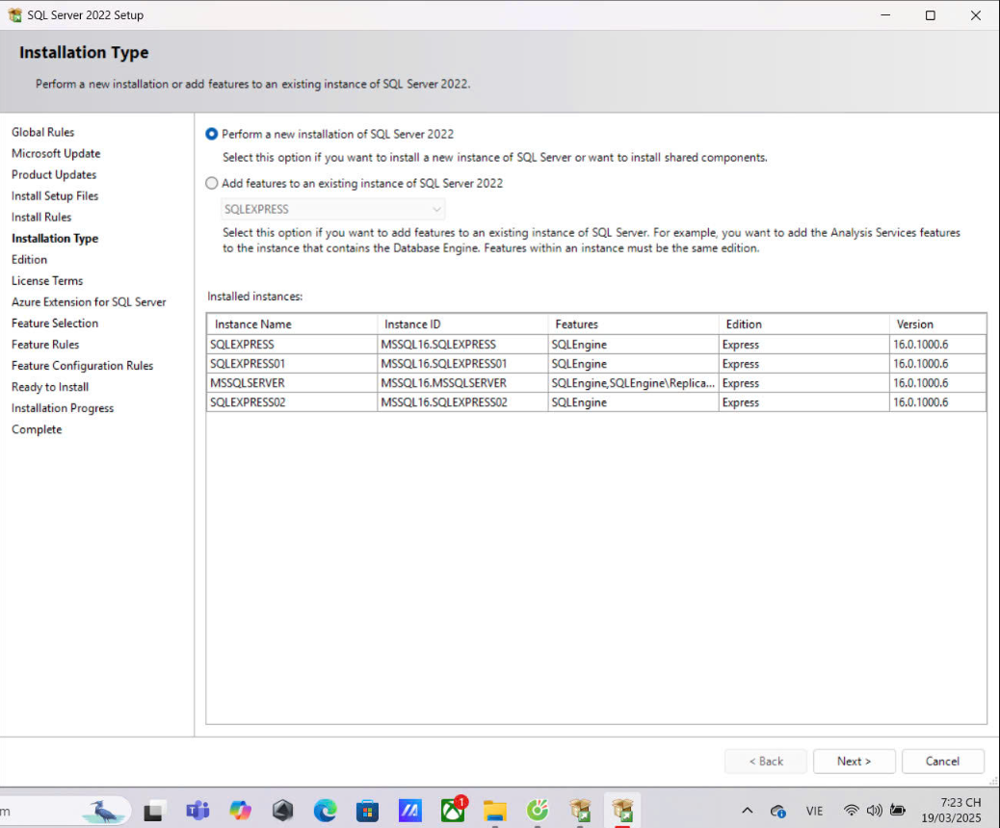 SQL Server 2022 Setup
Installation Type
Perform a new installation or add features to an existing instance of SQL Server 2022.
Global Rules
Microsoft Update
Product Updates
Install Setup Files
Install Rules
Installation Type
Edition
License Terms
Azure Extension for SQL Server
Feature Selection
Feature Rules
Feature Configuration Rules
Ready to Install
Installation Progress
Complete
Perform a new installation of SQL Server 2022
Select this option if you want to install a new instance of SQL Server or want to install shared components.
Add features to an existing instance of SQL Server 2022
SQLEXPRESS
Select this option if you want to add features to an existing instance of SQL Server. For example, you want to add the Analysis Services features
to the instance that contains the Database Engine. Features within an instance must be the same edition.
Installed instances:
Instance Name Instance ID Features Edition Version
SQLEXPRESS MSSQL16.SQLEXPRESS SQLEngine Express 16.0.1000.6
SQLEXPRESS01 MSSQL16.SQLEXPRESS01 SQLEngine Express 16.0.1000.6
MSSQLSERVER MSSQL16.MSSQLSERVER SQLEngine,SQLEngine\Replica... Express 16.0.1000.6
SQLEXPRESS02 MSSQL16.SQLEXPRESS02 SQLEngine Express 16.0.1000.6
< Back Next > Cancel
m
1
VIE
7:23 CH
19/03/2025